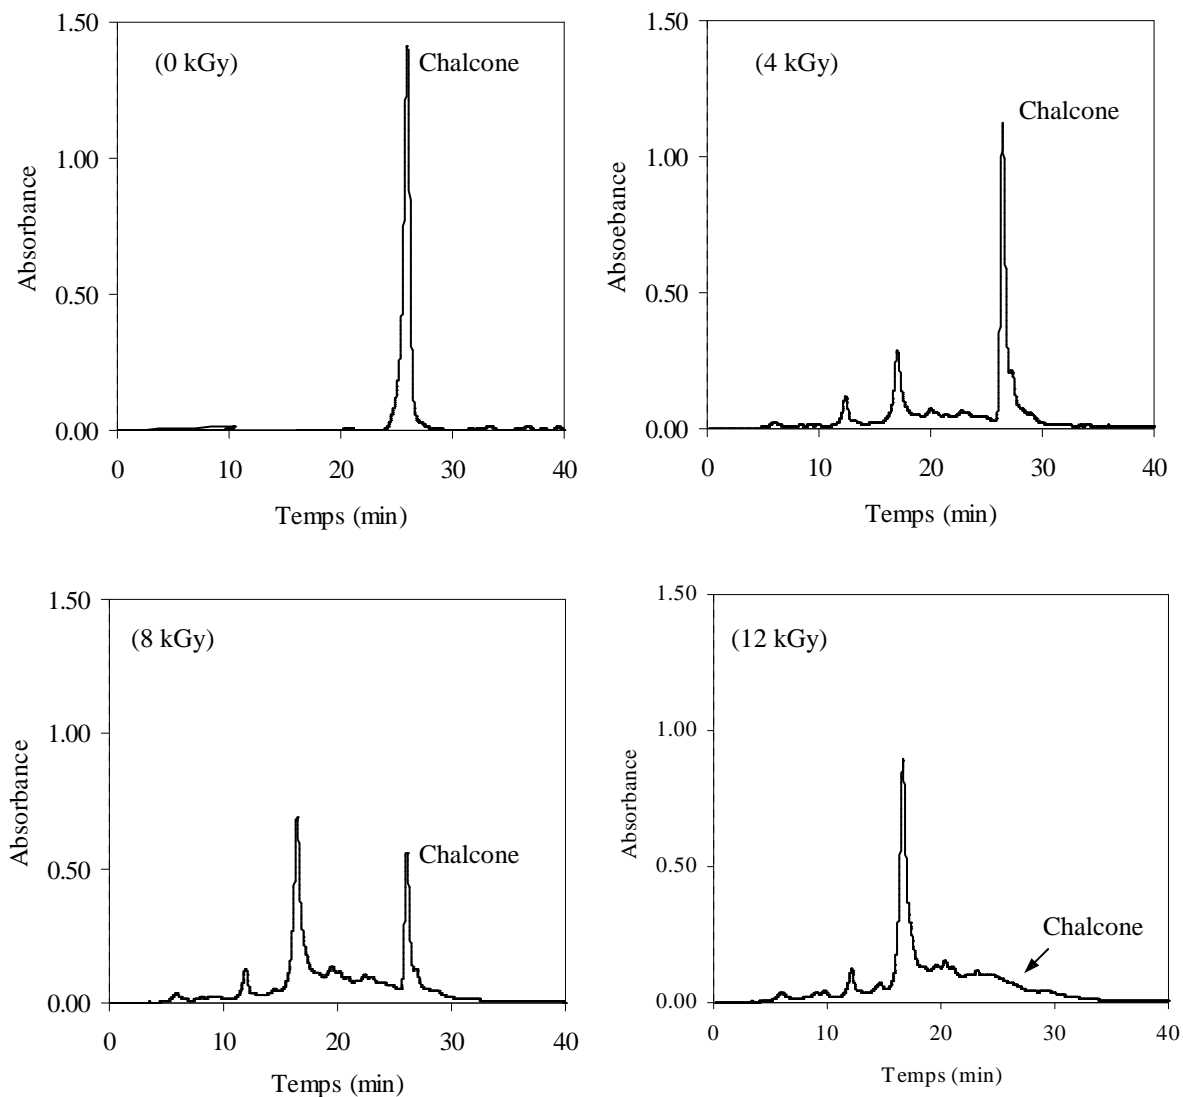 1.50
(0 kGy)
Chalcone
1.00
Absorbance
0.50
0.00
0 10 20 30 40
Temps (min)
1.50
(4 kGy)
Chalcone
1.00
Absoebance
0.50
0.00
0 10 20 30 40
Temps (min)
1.50
(8 kGy)
1.00
Absorbance
Chalcone
0.50
0.00
0 10 20 30 40
Temps (min)
1.50
(12 kGy)
1.00
Absorbance
0.50
Chalcone
0.00
0 10 20 30 40
Temps (min)